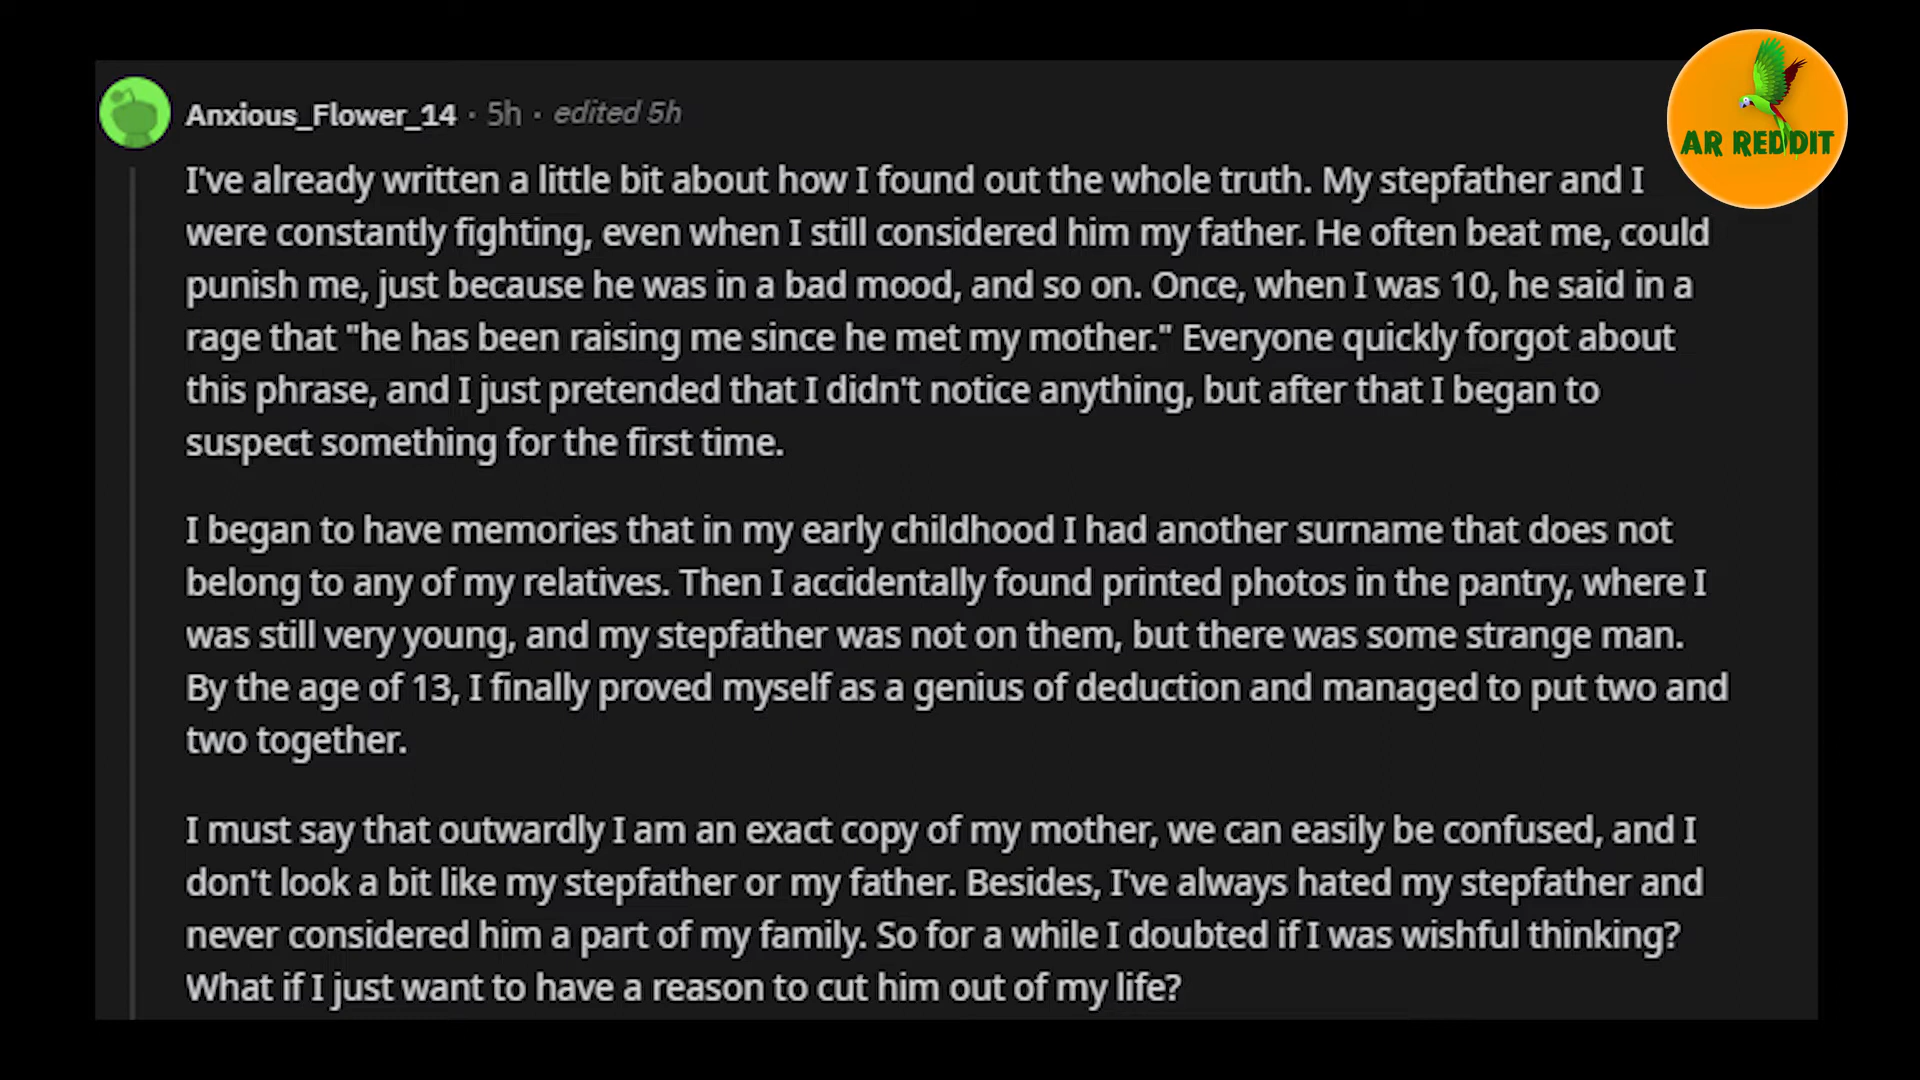 Anxious_Flower_14 · 5h · edited 5h
AR REDDIT
I've already written a little bit about how I found out the whole truth. My stepfather and I
were constantly fighting, even when I still considered him my father. He often beat me, could
punish me, just because he was in a bad mood, and so on. Once, when I was 10, he said in a
rage that "he has been raising me since he met my mother." Everyone quickly forgot about
this phrase, and I just pretended that I didn't notice anything, but after that I began to
suspect something for the first time.
I began to have memories that in my early childhood I had another surname that does not
belong to any of my relatives. Then I accidentally found printed photos in the pantry, where I
was still very young, and my stepfather was not on them, but there was some strange man.
By the age of 13, I finally proved myself as a genius of deduction and managed to put two and
two together.
I must say that outwardly I am an exact copy of my mother, we can easily be confused, and I
don't look a bit like my stepfather or my father. Besides, I've always hated my stepfather and
never considered him a part of my family. So for a while I doubted if I was wishful thinking?
What if I just want to have a reason to cut him out of my life?